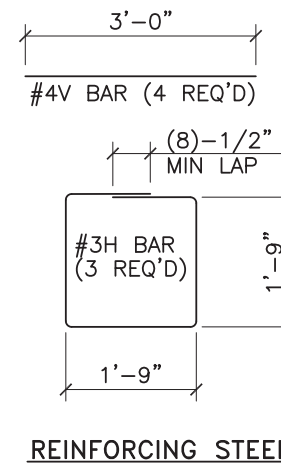 3'-0"
#4V BAR (4 REQ'D)
(8)-1/2"
MIN LAP
#3H BAR
(3 REQ'D)
1'-9"
1'-9"
REINFORCING STEEL